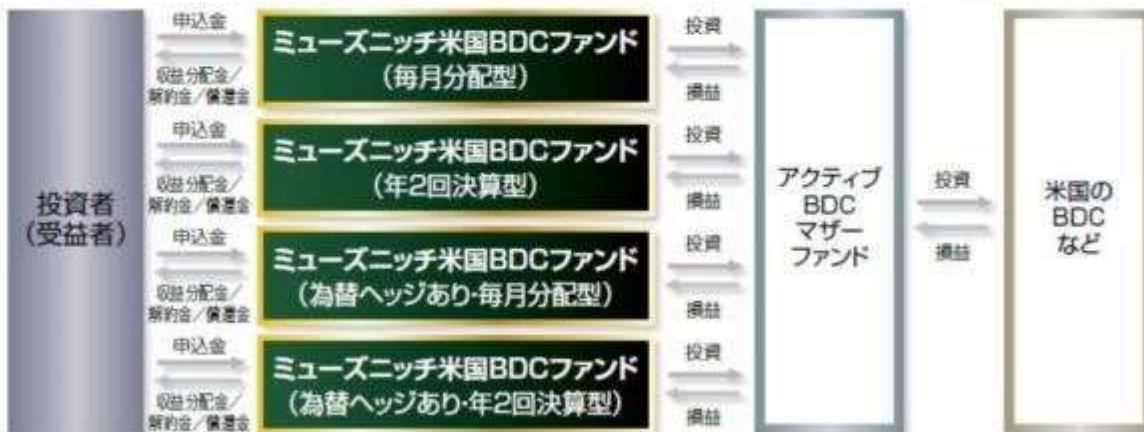 投資者
(受益者)
申込金
収益分配金/
解約金/償還金
ミューズニッチ米国BDCファンド
(毎月分配型)
投資
損益
申込金
収益分配金/
解約金/償還金
ミューズニッチ米国BDCファンド
(年2回決算型)
投資
損益
申込金
収益分配金/
解約金/償還金
ミューズニッチ米国BDCファンド
(為替ヘッジあり・毎月分配型)
投資
損益
申込金
収益分配金/
解約金/償還金
ミューズニッチ米国BDCファンド
(為替ヘッジあり・年2回決算型)
投資
損益
アクティブ
BDC
マザー
ファンド
投資
損益
米国の
BDC
など